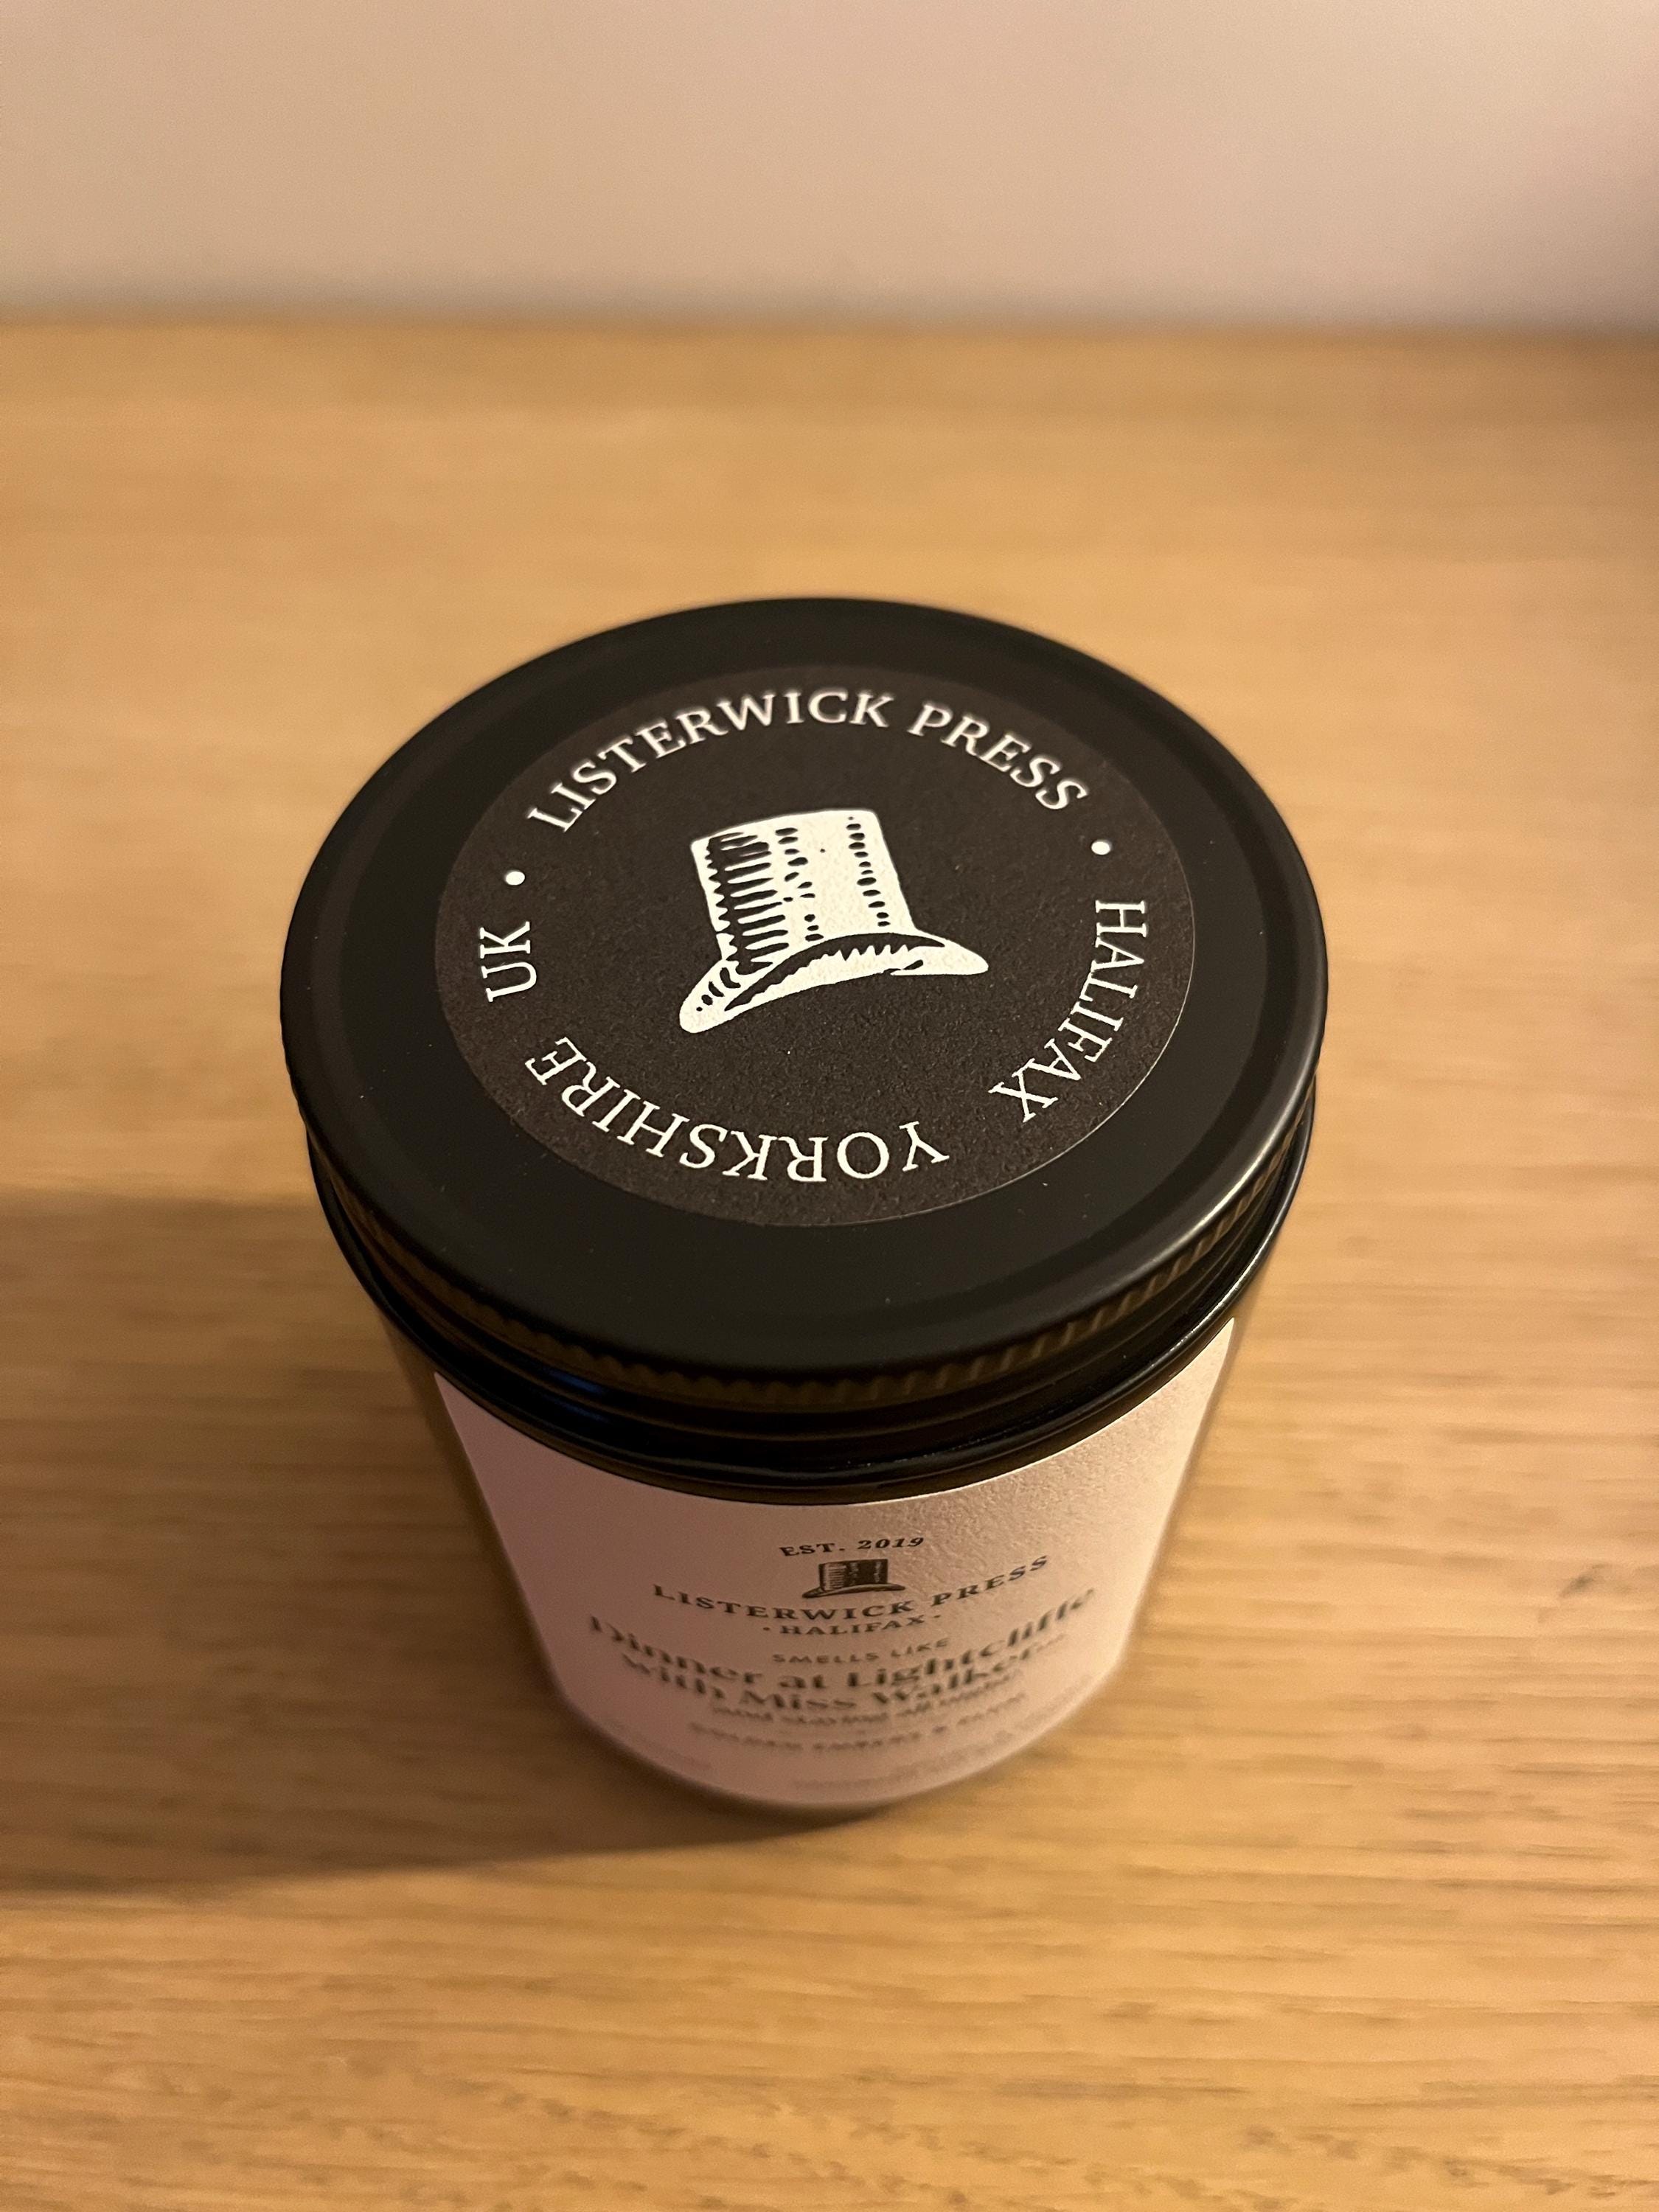 LISTERWICK PRESS • HALIFAX YORKSHIRE UK •
EST. 2019
LISTERWICK PRESS
·HALIFAX·
SMELLS LIKE
Dinner at Lightcliffe
with Miss Walker